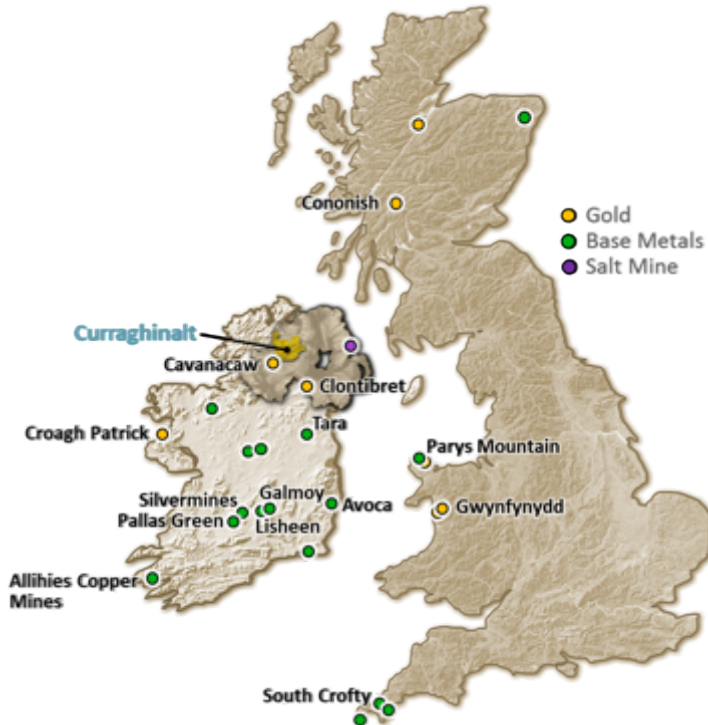 Cononish
Gold
Base Metals
Salt Mine
Curraghinalt
Cavanacaw
Clontibret
Croagh Patrick
Tara
Parys Mountain
Silvermines
Galmoy
Avoca
Gwynfynydd
Pallas Green
Lisheen
Allihies Copper
Mines
South Crofty